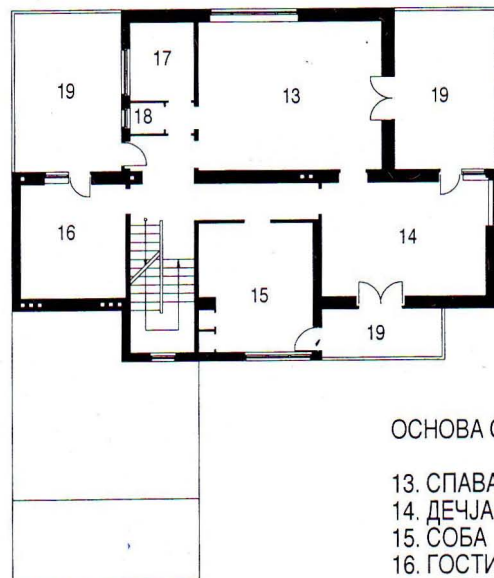 17
19
13
19
18
16
14
15
19
ОСНОВА
13. СПАВА
14. ДЕЧЈА
15. СОБА
16. ГОСТИ